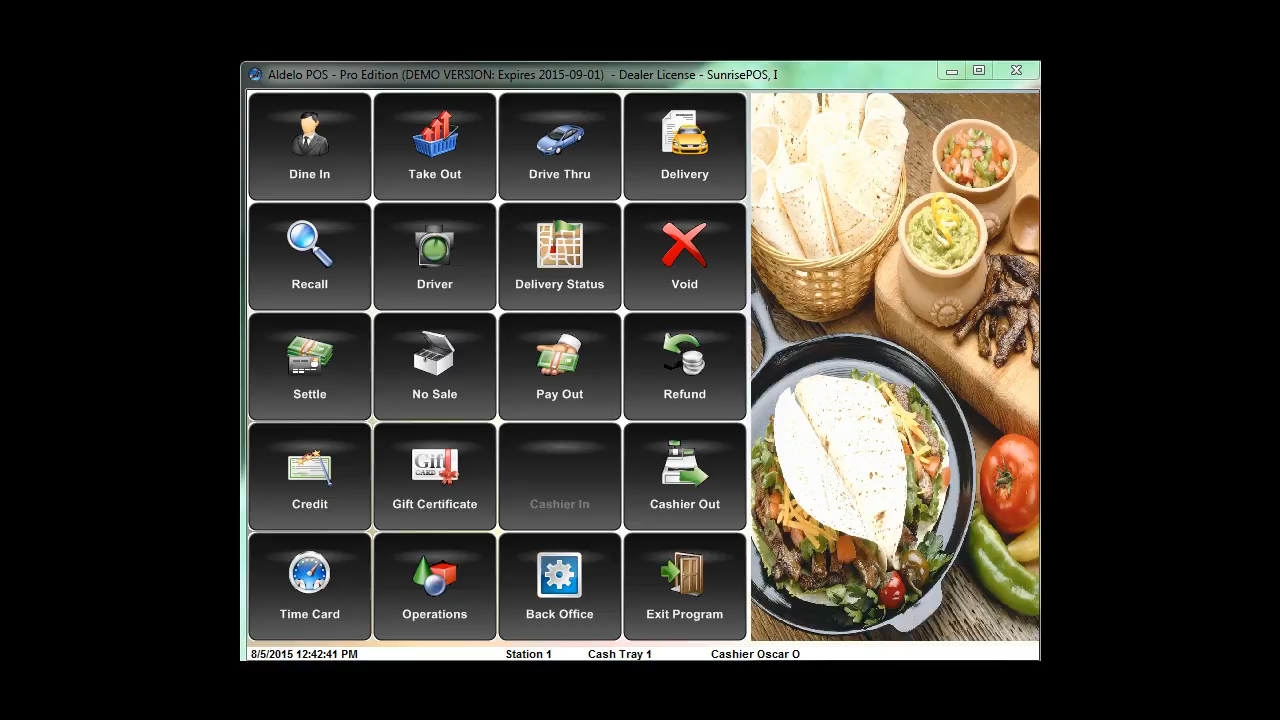 Aldelo POS - Pro Edition (DEMO VERSION: Expires 2015-09-01) - Dealer License - SunrisePOS, I
Dine In
Take Out
Drive Thru
Delivery
Recall
Driver
Delivery Status
Void
Settle
No Sale
Pay Out
Refund
Gift
CARD
Credit
Gift Certificate
Cashier In
Cashier Out
Time Card
Operations
Back Office
Exit Program
8/5/2015 12:42:41 PM Station 1 Cash Tray 1 Cashier Oscar O